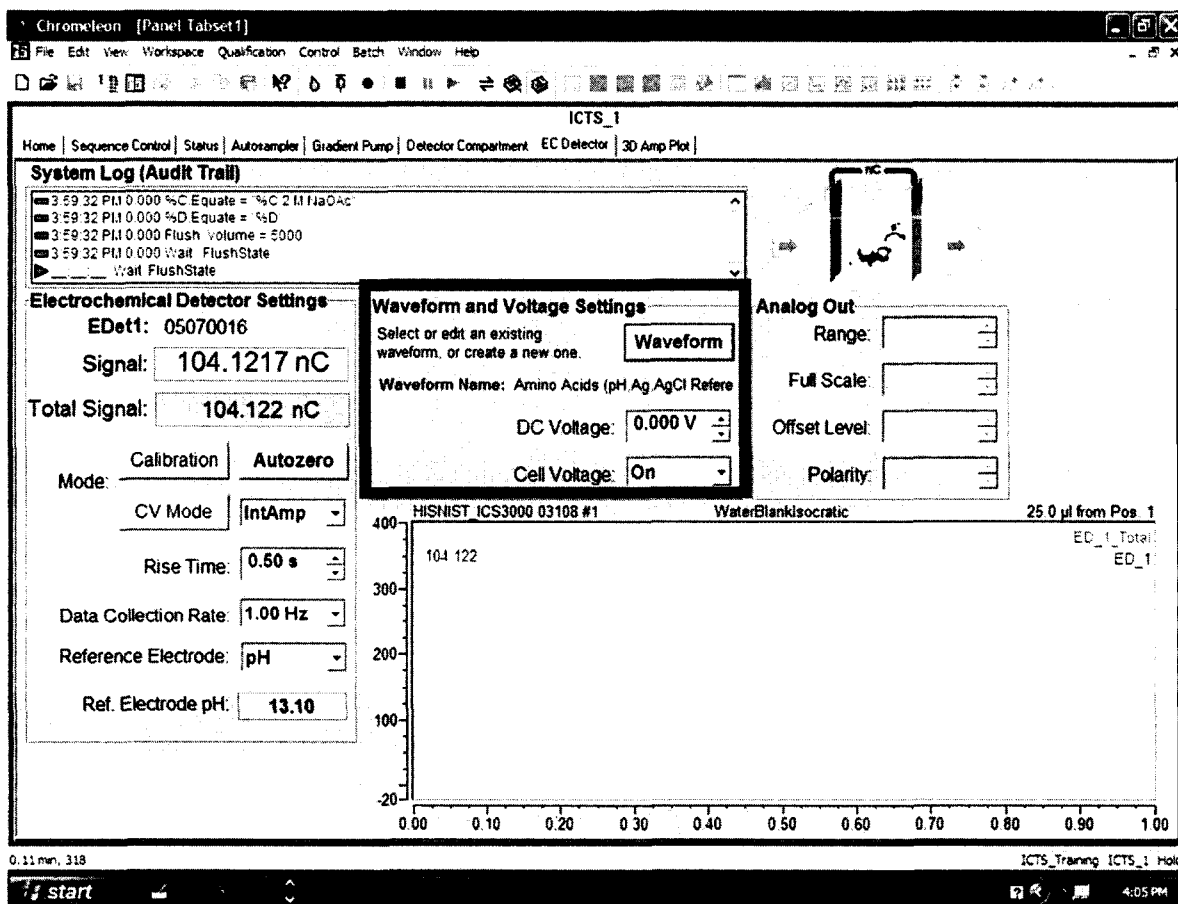 Chromeleon [Panel Tabset1]
File Edit View Workspace Qualification Control Batch Window Help
ICTS_1
Home | Sequence Control | Status | Autosampler | Gradient Pump | Detector Compartment EC Detector | 3D Amp Plot |
System Log (Audit Trail)
3:59:32 PM 0.000 %C.Equate = "%C 2 M NaOAc"
3:59:32 PM 0.000 %D.Equate = "%D"
3:59:32 PM 0.000 Flush Volume = 5000
3:59:32 PM 0.000 Wait FlushState
Wait FlushState
nC
Electrochemical Detector Settings
EDet1: 05070016
Signal: 104.1217 nC
Total Signal: 104.122 nC
Mode: Calibration Autozero
CV Mode IntAmp
Rise Time: 0.50 s
Data Collection Rate: 1.00 Hz
Reference Electrode: pH
Ref. Electrode pH: 13.10
Waveform and Voltage Settings
Select or edit an existing
waveform, or create a new one.
Waveform
Waveform Name: Amino Acids (pH,Ag,AgCl Refere
DC Voltage: 0.000 V
Cell Voltage: On
Analog Out
Range:
Full Scale:
Offset Level:
Polarity:
HISNIST_ICS3000 03108 #1 WaterBlankIsocratic 25.0 µl from Pos. 1
ED_1_Total
ED_1
104.122
400
300
200
100
-20
0.00 0.10 0.20 0.30 0.40 0.50 0.60 0.70 0.80 0.90 1.00
0.11 min, 318 ICTS_Training ICTS_1 Hold
start 4:05 PM